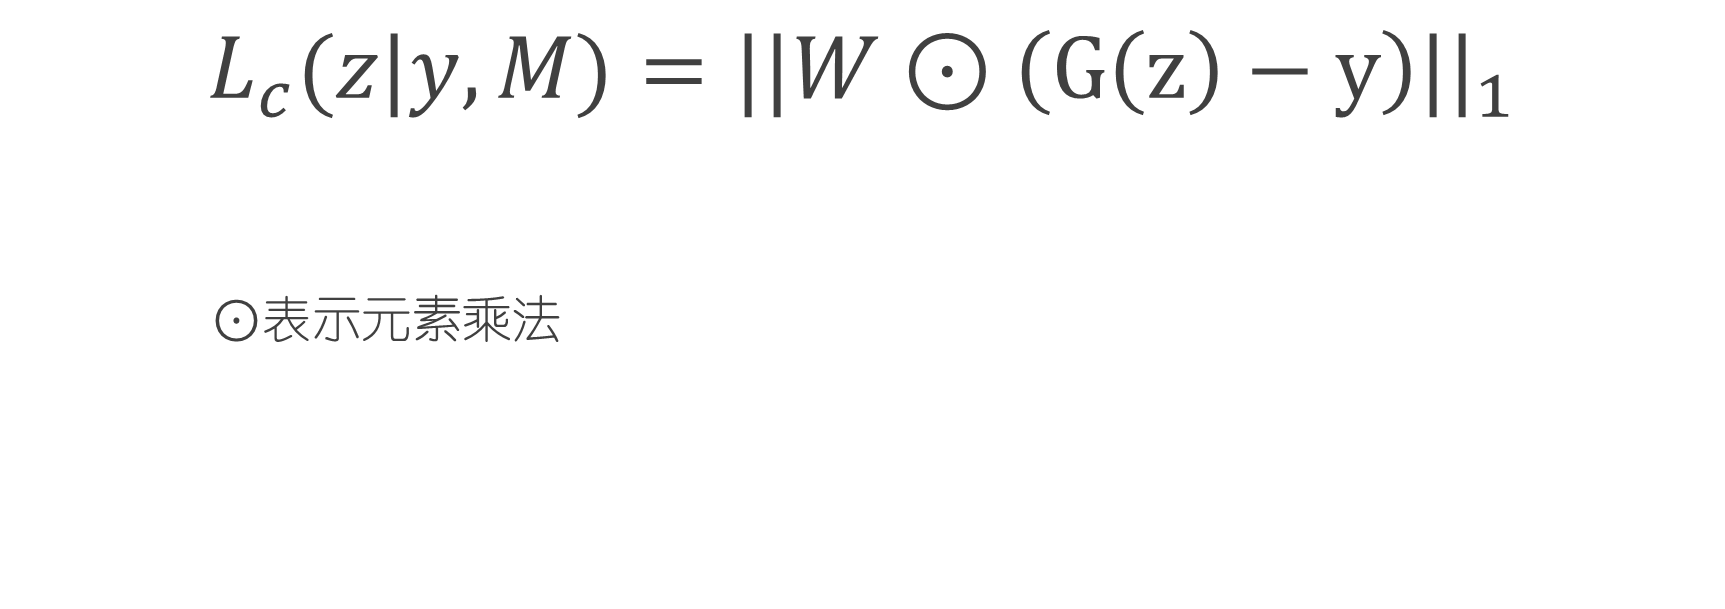 L_c(z|y, M) = ||W ⊙ (G(z) − y)||_1
⊙表示元素乘法